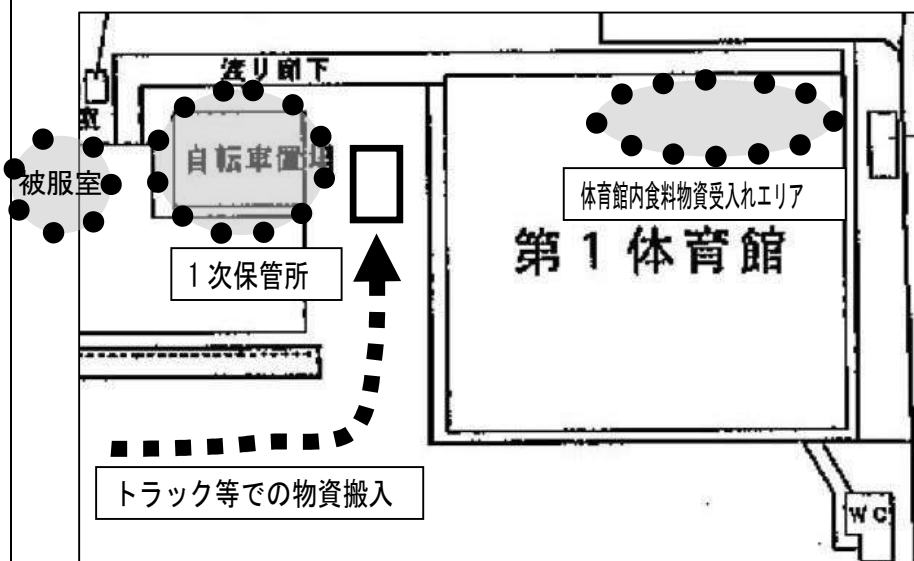 渡り廊下
自転車置場
被服室
体育館内食料物資受入れエリア
第1体育館
1次保管所
トラック等での物資搬入
WC